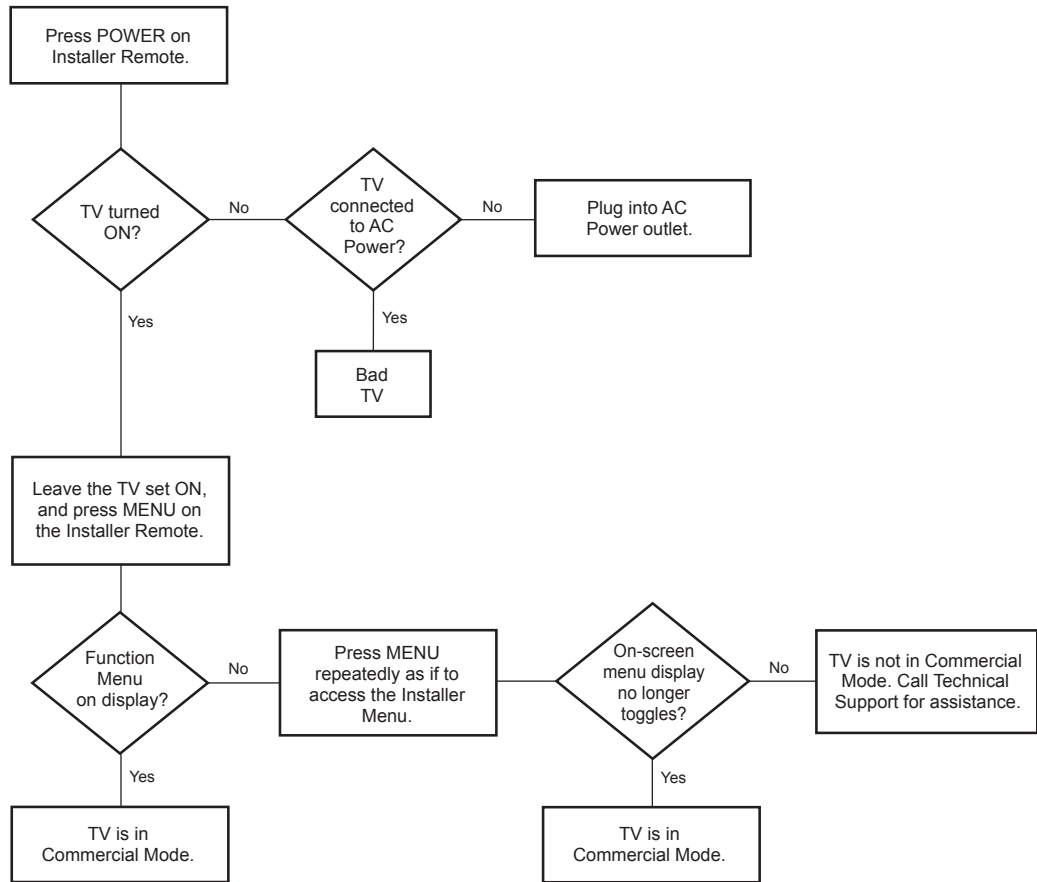 Press POWER on
Installer Remote.
TV turned
ON?
No
TV
connected
to AC
Power?
No
Plug into AC
Power outlet.
Yes
Yes
Bad
TV
Leave the TV set ON,
and press MENU on
the Installer Remote.
Function
Menu
on display?
No
Press MENU
repeatedly as if to
access the Installer
Menu.
On-screen
menu display
no longer
toggles?
No
TV is not in Commercial
Mode. Call Technical
Support for assistance.
Yes
TV is in
Commercial Mode.
Yes
TV is in
Commercial Mode.